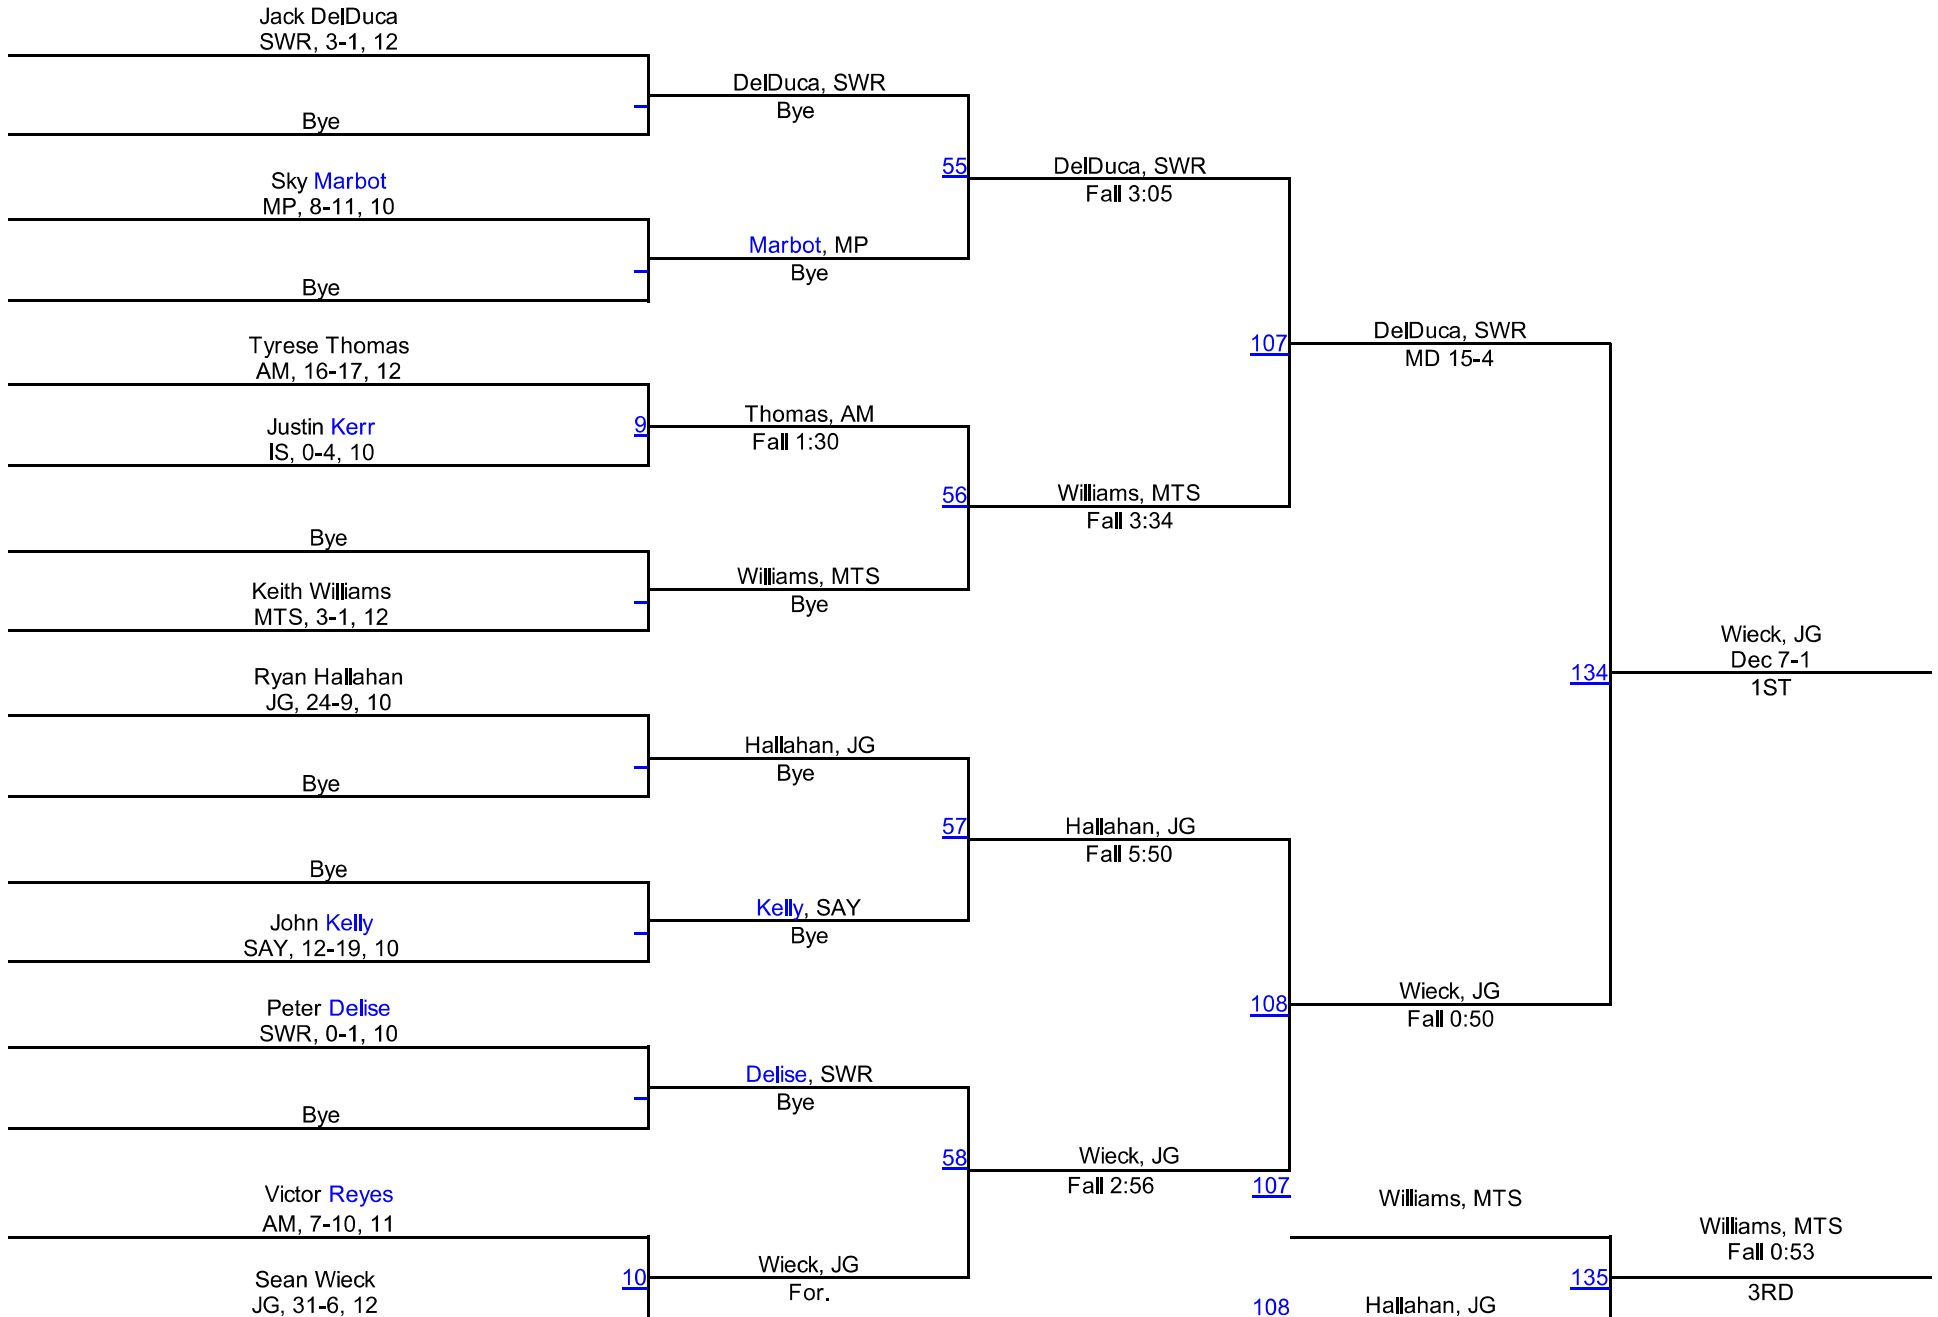 Jack DelDuca
SWR, 3-1, 12
Bye
Sky Marbot
MP, 8-11, 10
Bye
Tyrese Thomas
AM, 16-17, 12
Justin Kerr
IS, 0-4, 10
Bye
Keith Williams
MTS, 3-1, 12
Ryan Hallahan
JG, 24-9, 10
Bye
Bye
John Kelly
SAY, 12-19, 10
Peter Delise
SWR, 0-1, 10
Bye
Victor Reyes
AM, 7-10, 11
Sean Wieck
JG, 31-6, 12
9
10
DelDuca, SWR
Bye
Marbot, MP
Bye
Thomas, AM
Fall 1:30
Williams, MTS
Bye
Hallahan, JG
Bye
Kelly, SAY
Bye
Delise, SWR
Bye
Wieck, JG
For.
55
56
57
58
DelDuca, SWR
Fall 3:05
Williams, MTS
Fall 3:34
Hallahan, JG
Fall 5:50
Wieck, JG
Fall 2:56
107
108
DelDuca, SWR
MD 15-4
Wieck, JG
Fall 0:50
134
Wieck, JG
Dec 7-1
1ST
107
Williams, MTS
108
Hallahan, JG
135
Williams, MTS
Fall 0:53
3RD